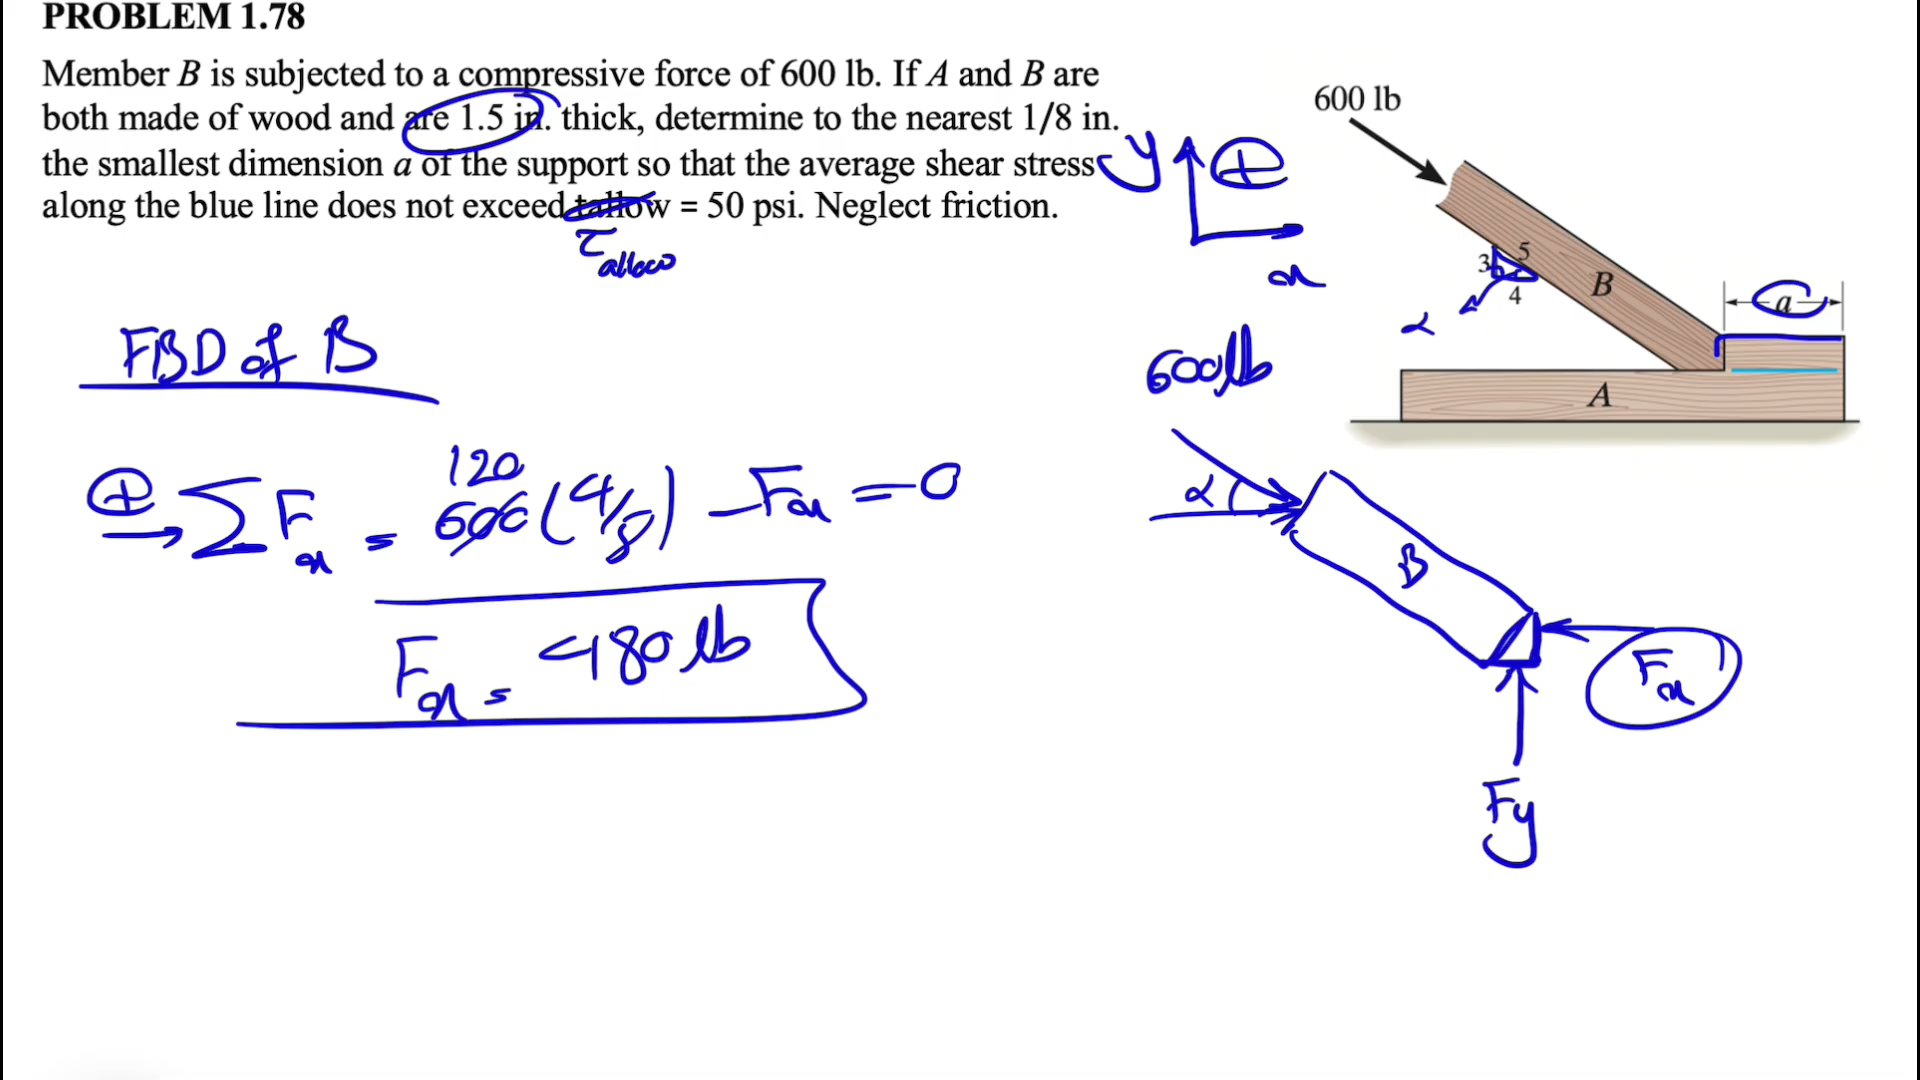 PROBLEM 1.78
Member B is subjected to a compressive force of 600 lb. If A and B are
both made of wood and are 1.5 in. thick, determine to the nearest 1/8 in.
the smallest dimension a of the support so that the average shear stress
along the blue line does not exceed tallow = 50 psi. Neglect friction.
τ allow
y ⊕
x
600 lb
3 5
4
α
B
a
A
FBD of B
600 lb
α
B
⊕ ΣFx = 120 600 (4/5) - Fx = 0
Fx = 480 lb
Fx
Fy